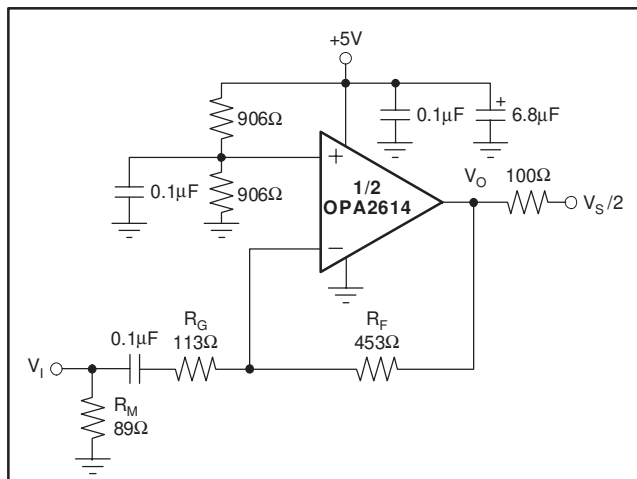 +5V
906Ω
0.1µF
6.8µF
0.1µF
906Ω
+
1/2
OPA2614
−
V_O
100Ω
V_S/2
R_G
113Ω
R_F
453Ω
0.1µF
V_I
R_M
89Ω